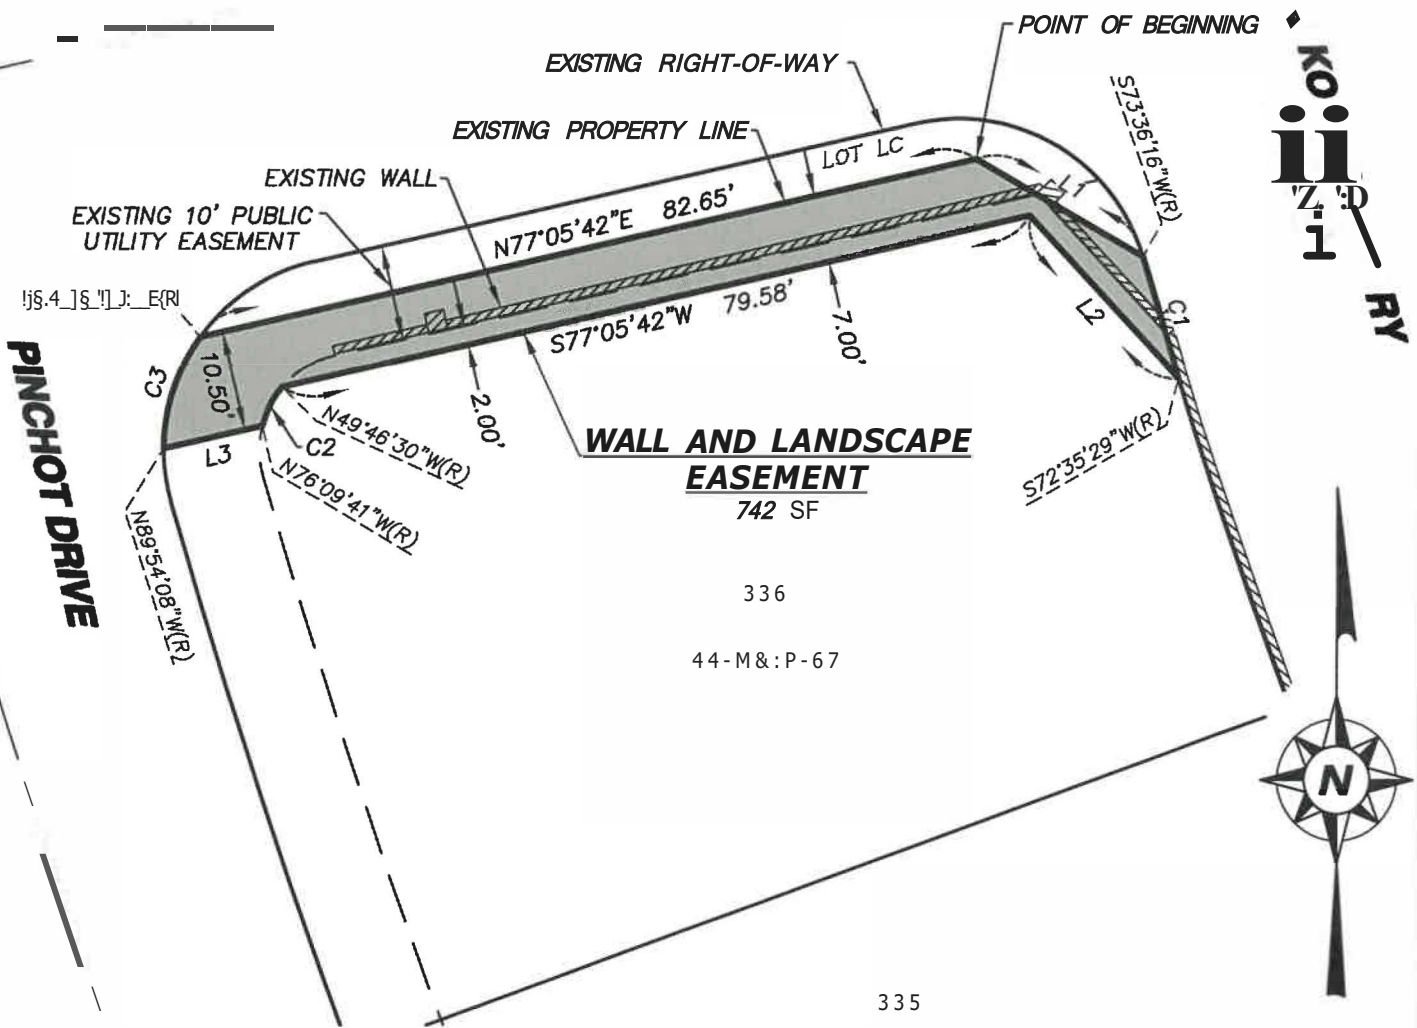 POINT OF BEGINNING
EXISTING RIGHT-OF-WAY
EXISTING PROPERTY LINE
LOT LC
EXISTING WALL
EXISTING 10' PUBLIC
UTILITY EASEMENT
N77°05'42"E 82.65'
S73°36'16"W(R)
L1
KO
RY
C1
L2
S77°05'42"W 79.58'
7.00'
2.00'
10.50'
C3
L3
C2
N49°46'30"W(R)
N76°09'41"W(R)
N89°54'08"W(R)
S72°35'29"W(R)
PINCHOT DRIVE
WALL AND LANDSCAPE
EASEMENT
742 SF
336
44-M&:P-67
N
335